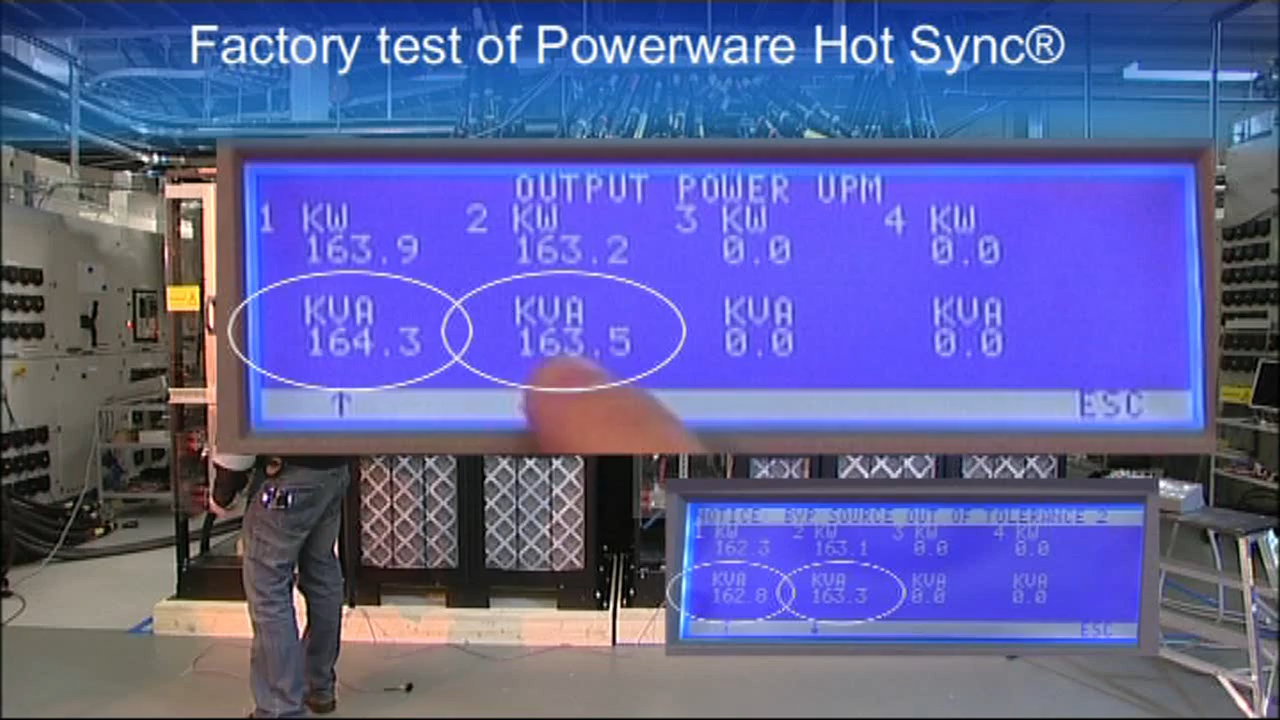 Factory test of Powerware Hot Sync®
OUTPUT POWER UPM
1 KW 2 KW 3 KW 4 KW
163.9 163.2 0.0 0.0
KVA KVA KVA KVA
164.3 163.5 0.0 0.0
↑ ESC
NOTICE BYP SOURCE OUT OF TOLERANCE 2
1 KW 2 KW 3 KW 4 KW
162.3 163.1 0.0 0.0
KVA KVA KVA KVA
162.8 163.3 0.0 0.0
↑ ↓ ESC